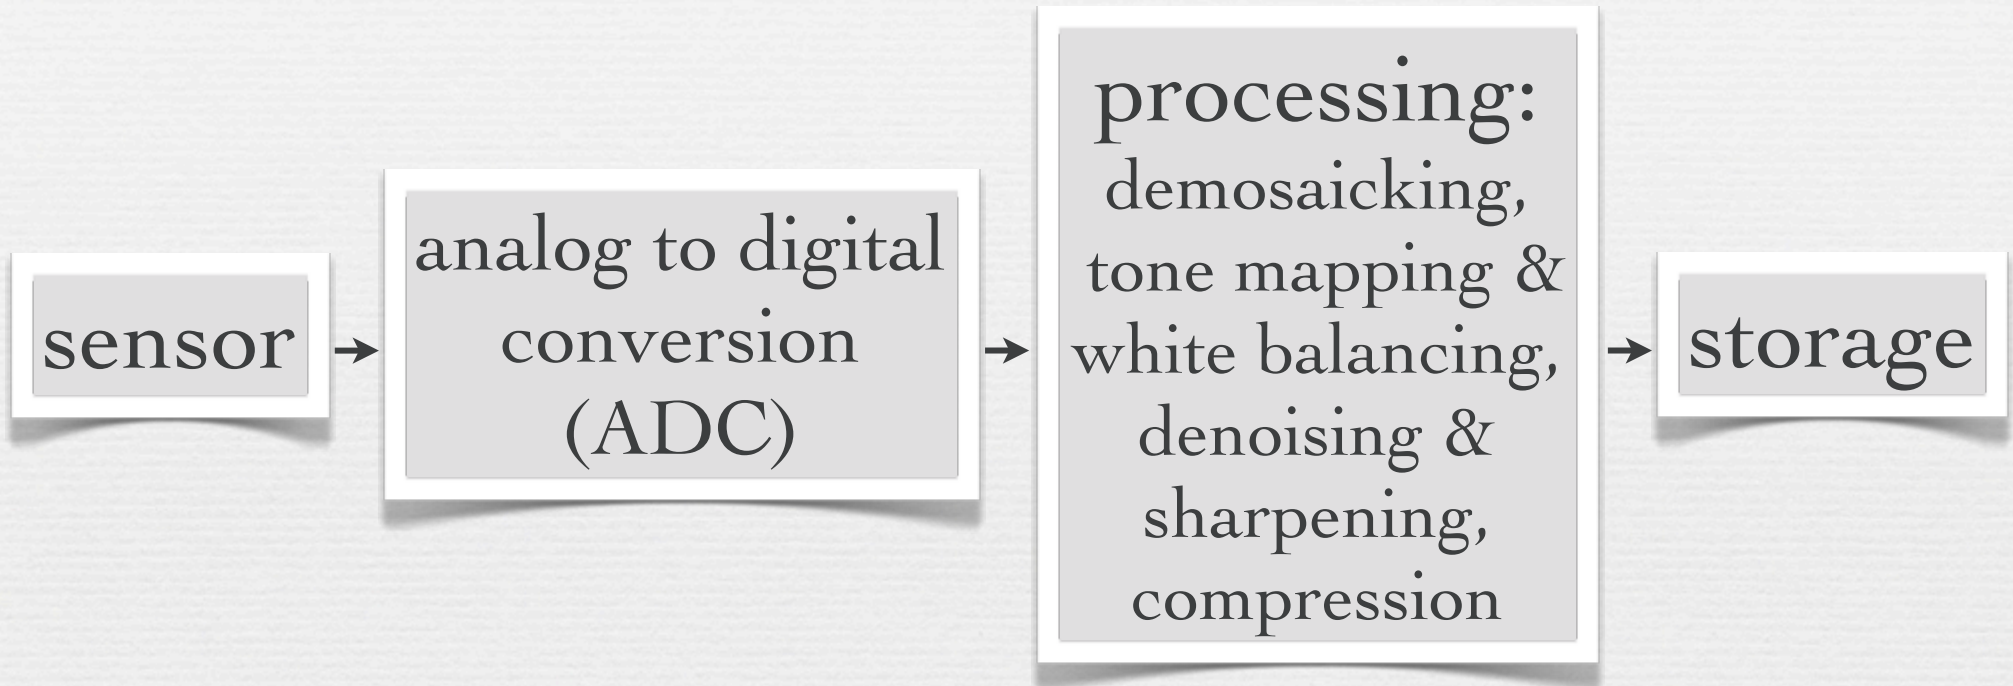 sensor
analog to digital
conversion
(ADC)
processing:
demosaicking,
tone mapping &
white balancing,
denoising &
sharpening,
compression
storage